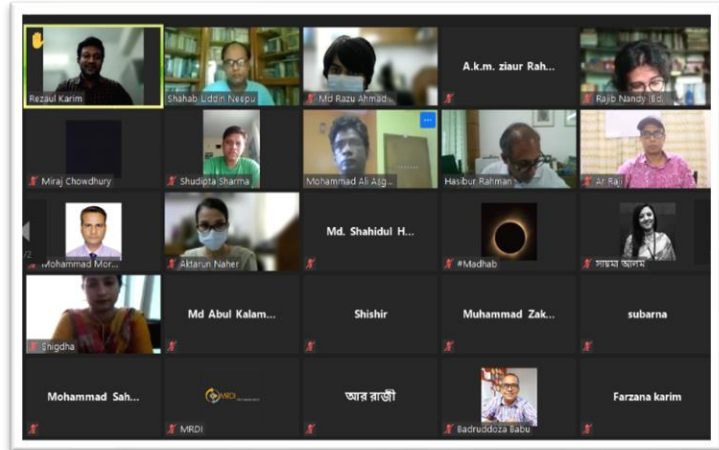 Rezaul Karim
Shahab Uddin Neepu
Md Razu Ahmad
A.k.m. ziaur Rah...
Rajib Nandy (Ed.
Miraj Chowdhury
Shudipta Sharma
Mohammad Ali Asg...
Hasibur Rahman
Ar Raji
Mohammad Mor...
Aktarun Naher
Md. Shahidul H...
#Madhab
সায়মা আলম
Snigdha
Md Abul Kalam...
Shishir
Muhammad Zak...
subarna
Mohammad Sah...
MRDI
MRDI
আর রাজী
Badruddoza Babu
Farzana karim